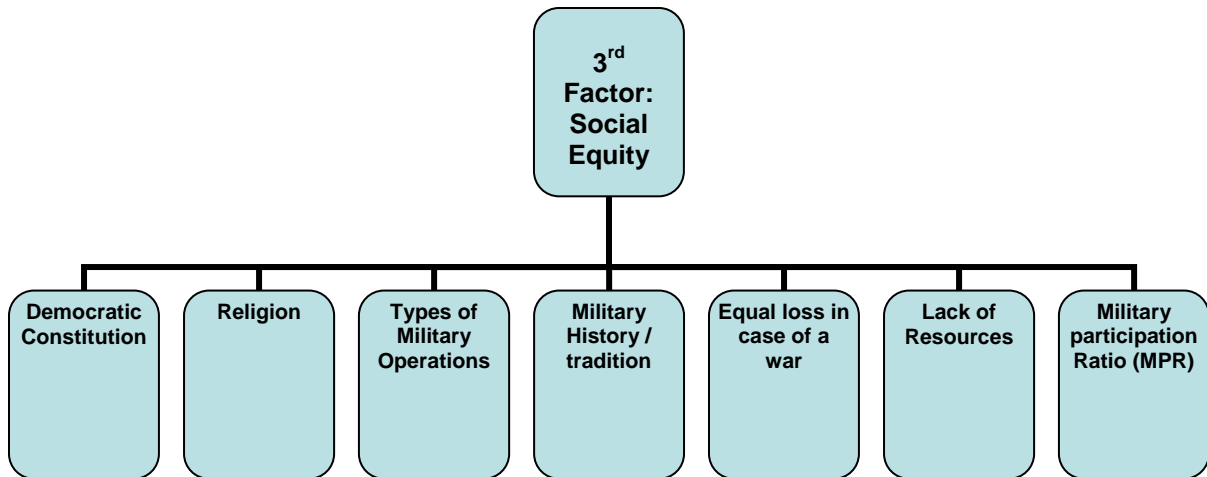 3rd
Factor:
Social
Equity
Democratic
Constitution
Religion
Types of
Military
Operations
Military
History /
tradition
Equal loss in
case of a
war
Lack of
Resources
Military
participation
Ratio (MPR)